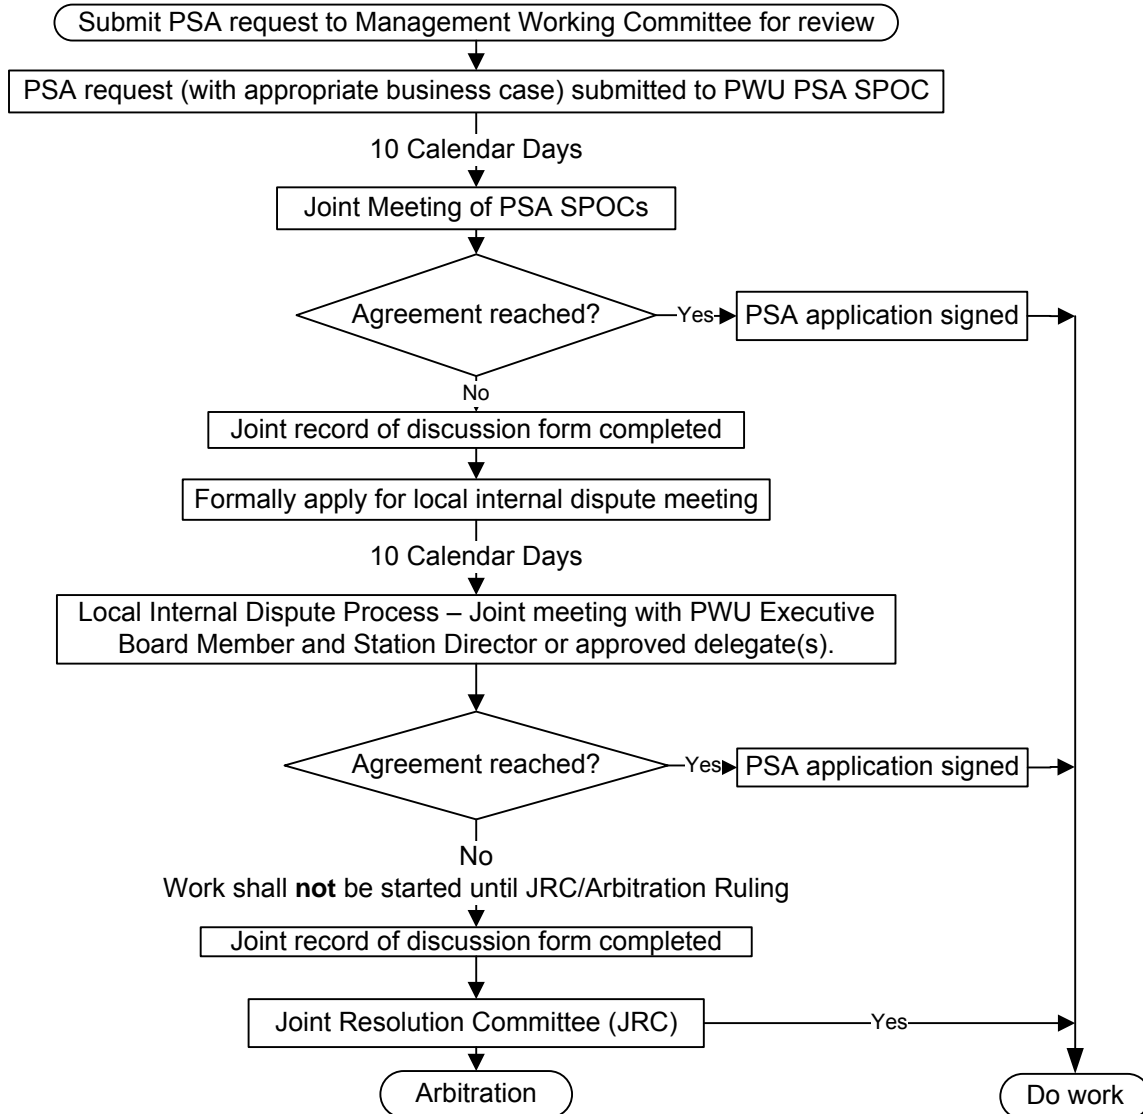 Submit PSA request to Management Working Committee for review
PSA request (with appropriate business case) submitted to PWU PSA SPOC
10 Calendar Days
Joint Meeting of PSA SPOCs
Agreement reached?
Yes
PSA application signed
No
Joint record of discussion form completed
Formally apply for local internal dispute meeting
10 Calendar Days
Local Internal Dispute Process – Joint meeting with PWU Executive
Board Member and Station Director or approved delegate(s).
Agreement reached?
Yes
PSA application signed
No
Work shall not be started until JRC/Arbitration Ruling
Joint record of discussion form completed
Joint Resolution Committee (JRC)
Yes
Arbitration
Do work